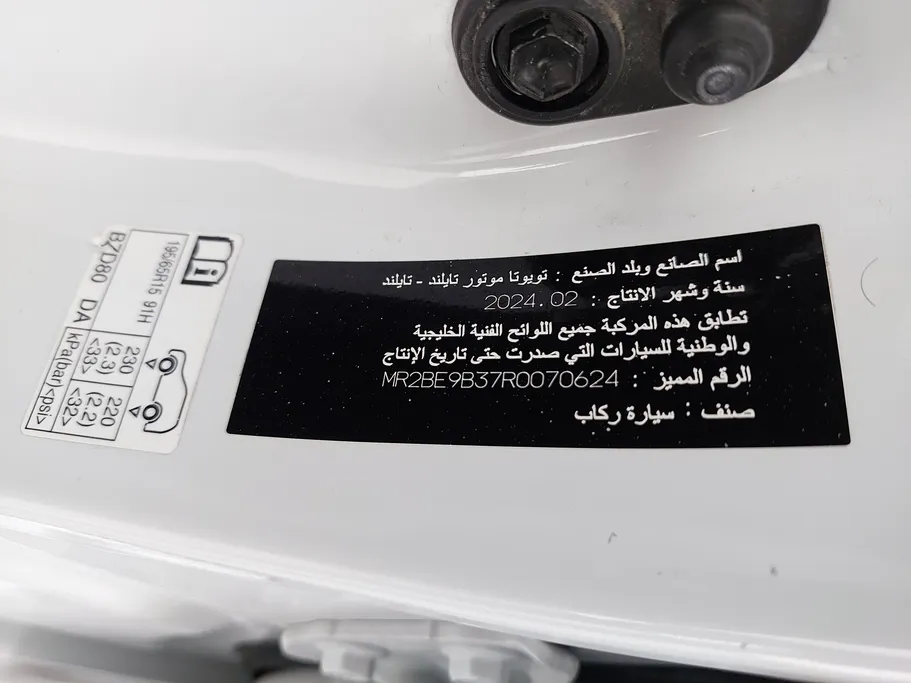 اسم الصانع وبلد الصنع : تويوتا موتور تايلند - تايلند
سنة وشهر الانتاج : 2024.02
تطابق هذه المركبة جميع اللوائح الفنية الخليجية
والوطنية للسيارات التي صدرت حتى تاريخ الإنتاج
الرقم المميز : MR2BE9B37R0070624
صنف : سيارة ركاب
195/65R15 91H
230
(2.3)
<33>
220
(2.2)
<32>
kPa(bar)<psi>
BZD80 DA